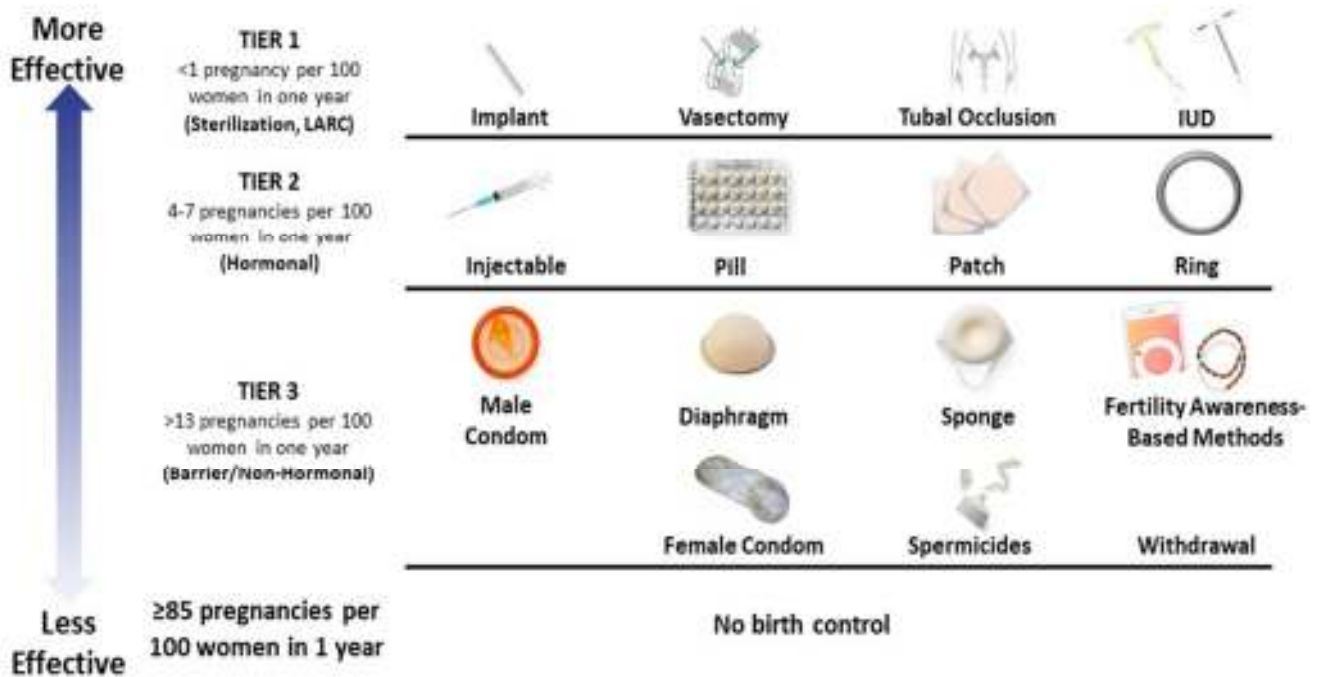 More
Effective
TIER 1
<1 pregnancy per 100
women in one year
(Sterilization, LARC)
Implant
Vasectomy
Tubal Occlusion
IUD
TIER 2
4-7 pregnancies per 100
women in one year
(Hormonal)
Injectable
Pill
Patch
Ring
TIER 3
>13 pregnancies per 100
women in one year
(Barrier/Non-Hormonal)
Male
Condom
Diaphragm
Sponge
Fertility Awareness-
Based Methods
Female Condom
Spermicides
Withdrawal
Less
Effective
≥85 pregnancies per
100 women in 1 year
No birth control